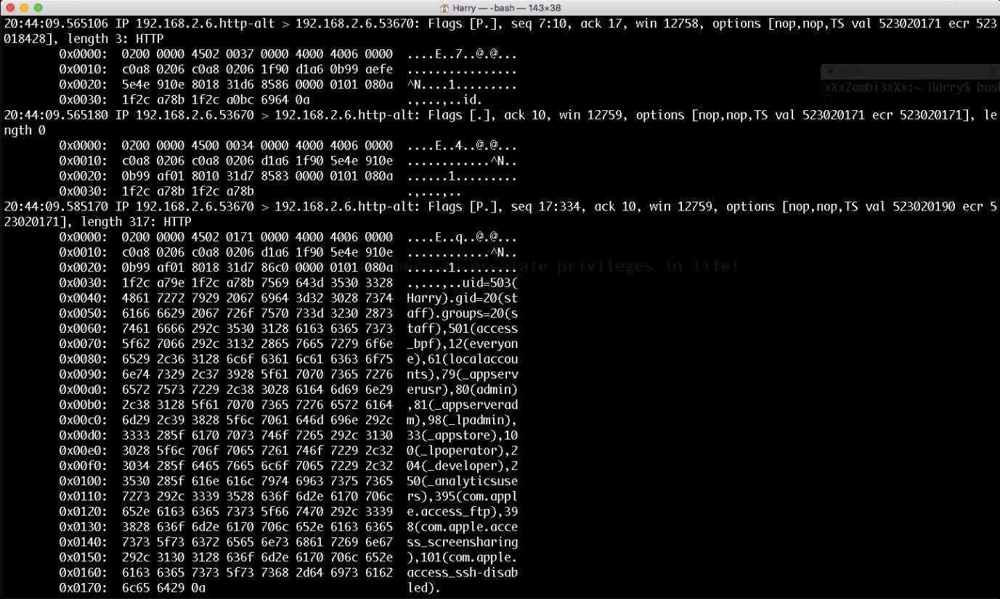 Harry — -bash — 143×38
20:44:09.565106 IP 192.168.2.6.http-alt > 192.168.2.6.53670: Flags [P.], seq 7:10, ack 17, win 12758, options [nop,nop,TS val 523020171 ecr 523
018428], length 3: HTTP
0x0000:  0200 0000 4502 0037 0000 4000 4006 0000  ....E..7..@.@...
0x0010:  c0a8 0206 c0a8 0206 1f90 d1a6 0b99 aefe  ................
0x0020:  5e4e 910e 8018 31d6 8586 0000 0101 080a  ^N....1.........
0x0030:  1f2c a78b 1f2c a0bc 6964 0a  .,...,..id.
20:44:09.565180 IP 192.168.2.6.53670 > 192.168.2.6.http-alt: Flags [.], ack 10, win 12759, options [nop,nop,TS val 523020171 ecr 523020171], le
ngth 0
0x0000:  0200 0000 4500 0034 0000 4000 4006 0000  ....E..4..@.@...
0x0010:  c0a8 0206 c0a8 0206 d1a6 1f90 5e4e 910e  ............^N..
0x0020:  0b99 af01 8010 31d7 8583 0000 0101 080a  ......1.........
0x0030:  1f2c a78b 1f2c a78b  .,...,..
20:44:09.585170 IP 192.168.2.6.53670 > 192.168.2.6.http-alt: Flags [P.], seq 17:334, ack 10, win 12759, options [nop,nop,TS val 523020190 ecr 5
23020171], length 317: HTTP
0x0000:  0200 0000 4502 0171 0000 4000 4006 0000  ....E..q..@.@...
0x0010:  c0a8 0206 c0a8 0206 d1a6 1f90 5e4e 910e  ............^N..
0x0020:  0b99 af01 8018 31d7 86c0 0000 0101 080a  ......1.........
0x0030:  1f2c a79e 1f2c a78b 7569 643d 3530 3328  .,...,..uid=503(
0x0040:  4861 7272 7929 2067 6964 3d32 3028 7374  Harry).gid=20(st
0x0050:  6166 6629 2067 726f 7570 733d 3230 2873  aff).groups=20(s
0x0060:  7461 6666 292c 3530 3128 6163 6365 7373  taff),501(access
0x0070:  5f62 7066 292c 3132 2865 7665 7279 6f6e  _bpf),12(everyon
0x0080:  6529 2c36 3128 6c6f 6361 6c61 6363 6f75  e),61(localaccou
0x0090:  6e74 7329 2c37 3928 5f61 7070 7365 7276  nts),79(_appserv
0x00a0:  6572 7573 7229 2c38 3028 6164 6d69 6e29  erusr),80(admin)
0x00b0:  2c38 3128 5f61 7070 7365 7276 6572 6164  ,81(_appserverad
0x00c0:  6d29 2c39 3828 5f6c 7061 646d 696e 292c  m),98(_lpadmin),
0x00d0:  3333 285f 6170 7073 746f 7265 292c 3130  33(_appstore),10
0x00e0:  3028 5f6c 706f 7065 7261 746f 7229 2c32  0(_lpoperator),2
0x00f0:  3034 285f 6465 7665 6c6f 7065 7229 2c32  04(_developer),2
0x0100:  3530 285f 616e 616c 7974 6963 7375 7365  50(_analyticsuse
0x0110:  7273 292c 3339 3528 636f 6d2e 6170 706c  rs),395(com.appl
0x0120:  652e 6163 6365 7373 5f66 7470 292c 3339  e.access_ftp),39
0x0130:  3828 636f 6d2e 6170 706c 652e 6163 6365  8(com.apple.acce
0x0140:  7373 5f73 6372 6565 6e73 6861 7269 6e67  ss_screensharing
0x0150:  292c 3130 3128 636f 6d2e 6170 706c 652e  ),101(com.apple.
0x0160:  6163 6365 7373 5f73 7368 2d64 6973 6162  access_ssh-disab
0x0170:  6c65 6429 0a  led).
xXxZombi3xXx:~ Harry$ bas
born to escalate privileges in life!